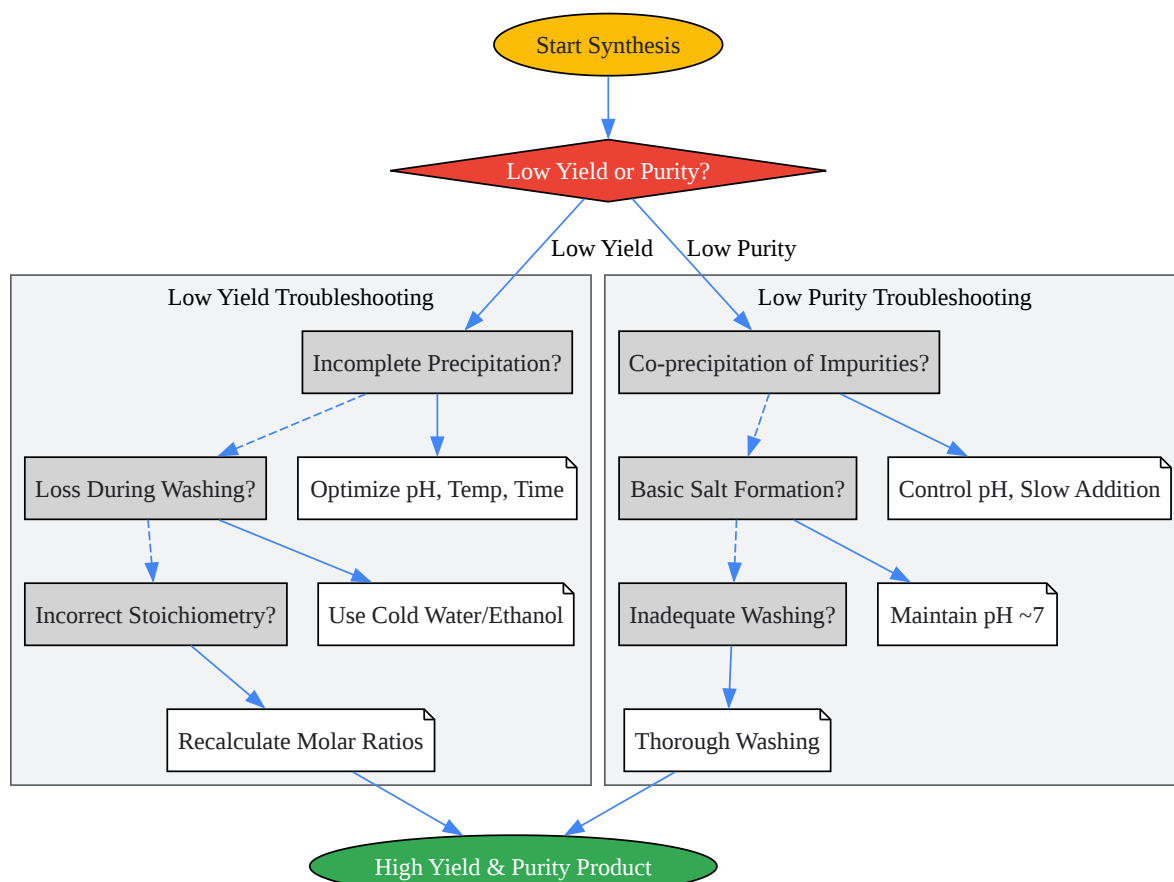 Start Synthesis
Low Yield or Purity?
Low Yield
Low Purity
Low Yield Troubleshooting
Low Purity Troubleshooting
Incomplete Precipitation?
Co-precipitation of Impurities?
Loss During Washing?
Optimize pH, Temp, Time
Basic Salt Formation?
Control pH, Slow Addition
Incorrect Stoichiometry?
Use Cold Water/Ethanol
Inadequate Washing?
Maintain pH ~7
Recalculate Molar Ratios
Thorough Washing
High Yield & Purity Product